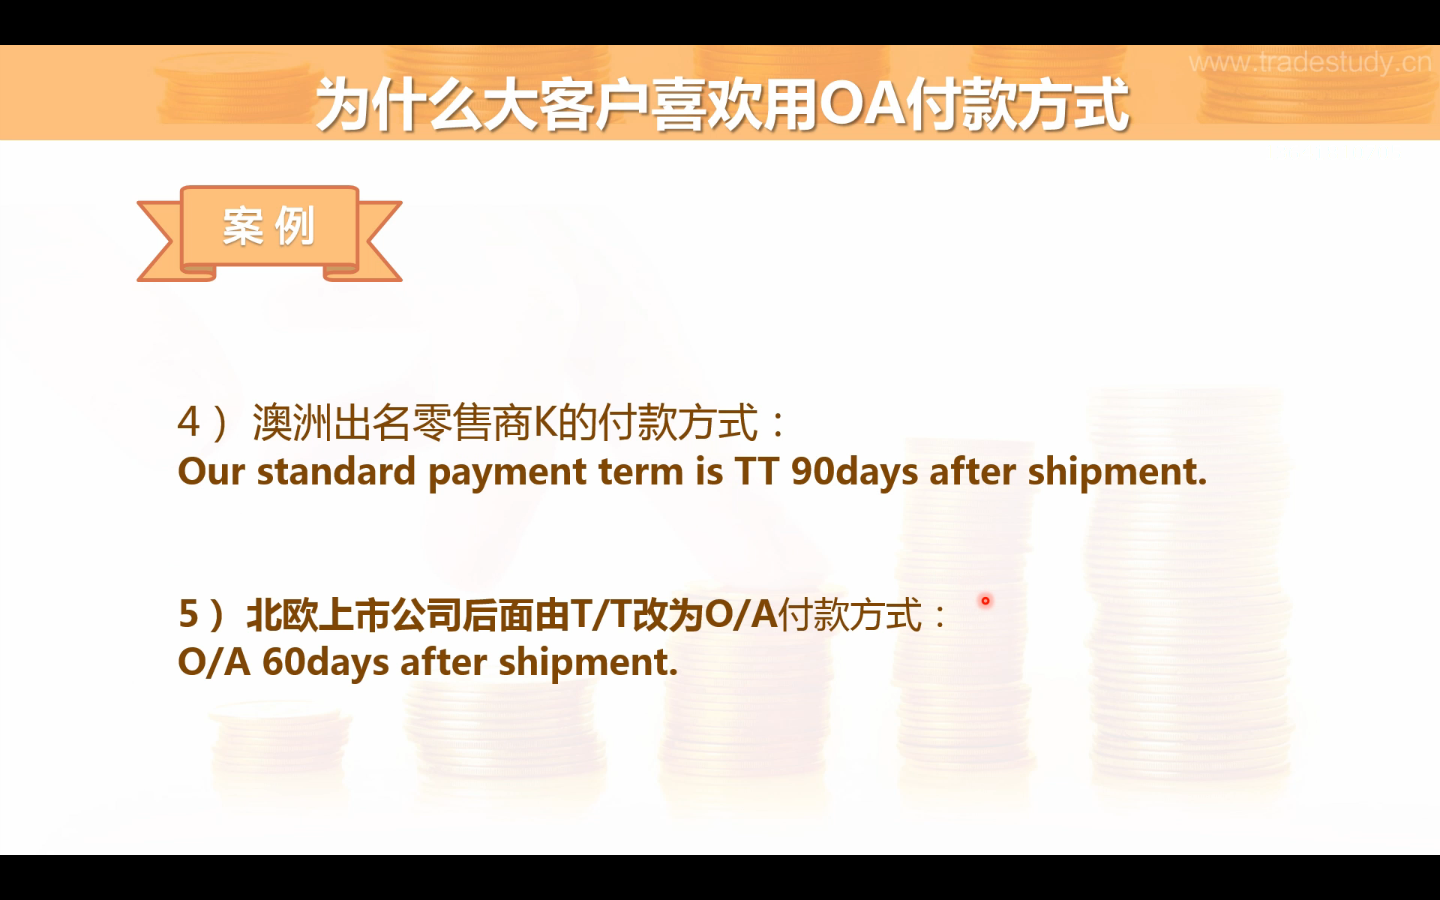 www.tradestudy.cn
为什么大客户喜欢用OA付款方式
案 例
4） 澳洲出名零售商K的付款方式：
Our standard payment term is TT 90days after shipment.
5） 北欧上市公司后面由T/T改为O/A付款方式：
O/A 60days after shipment.